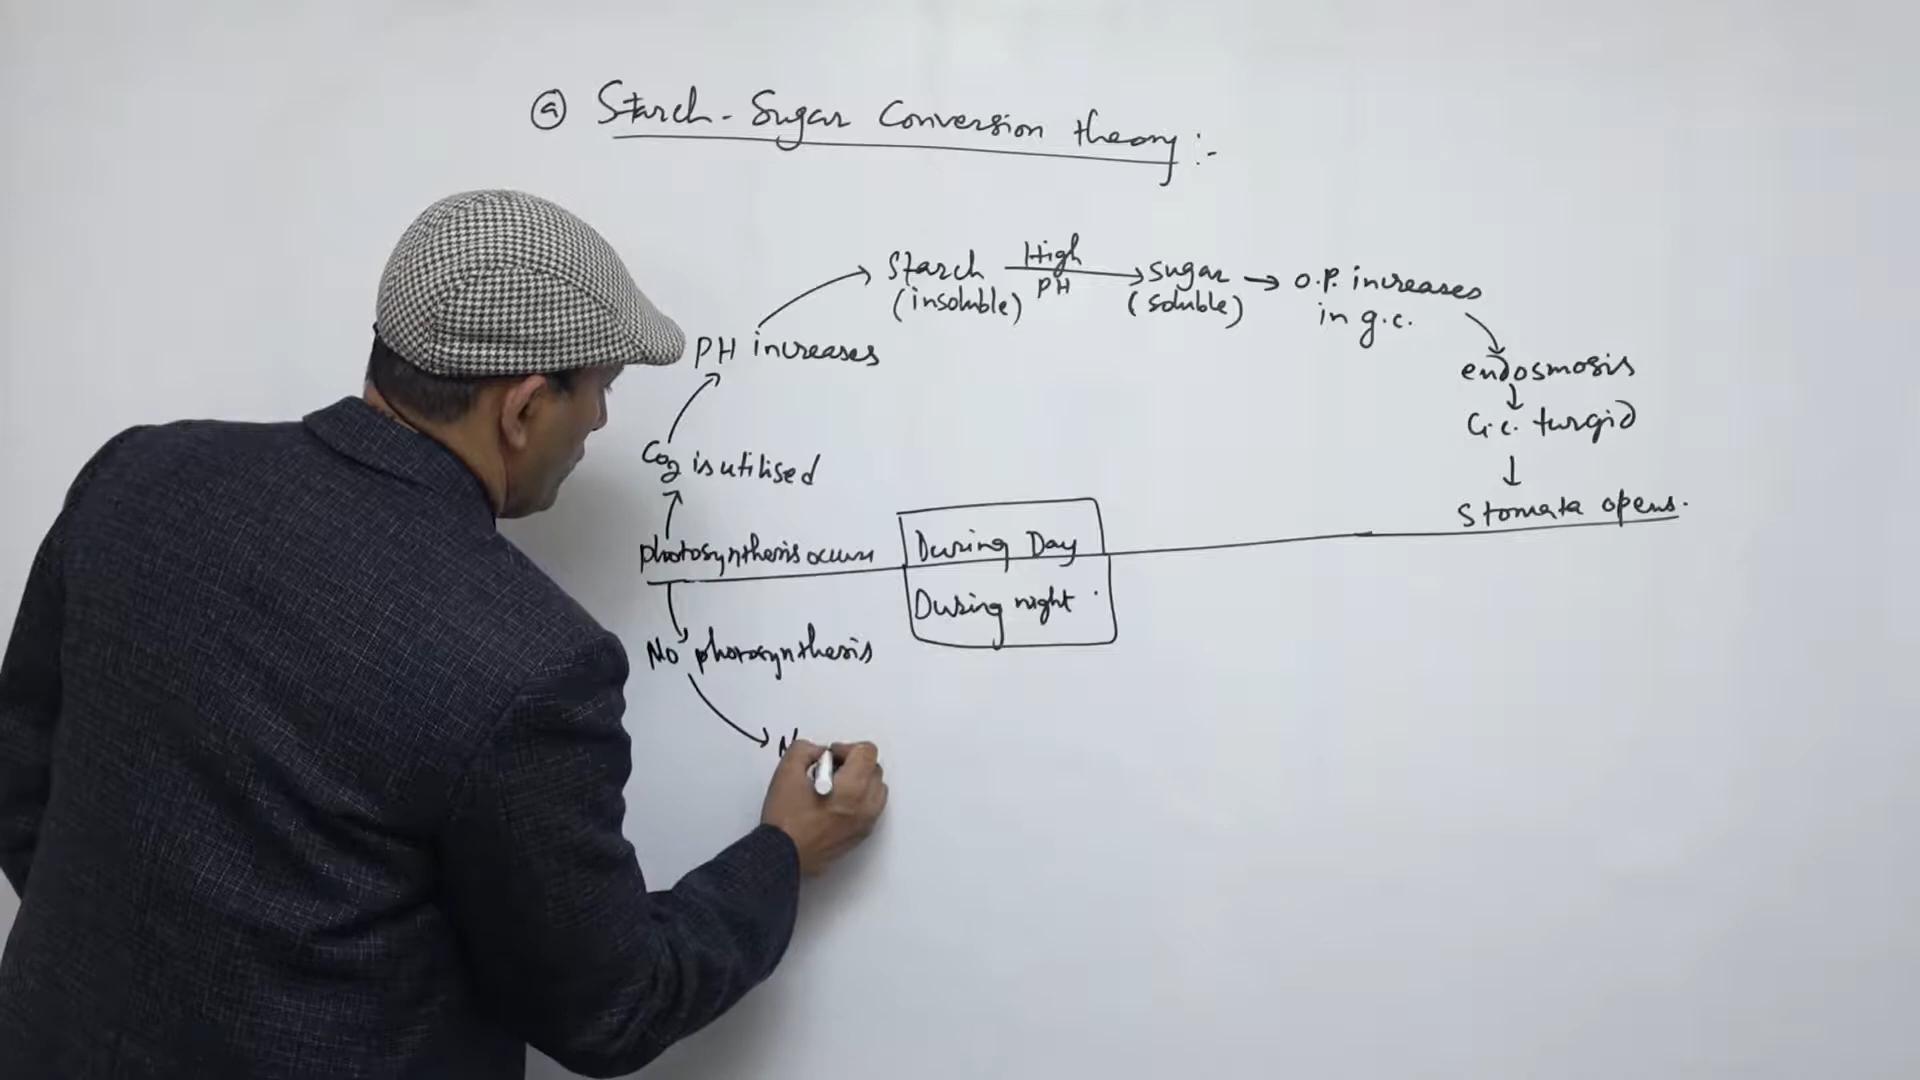 ⓐ Starch-Sugar Conversion theory:-
Starch High PH sugar → o.p. increases
(insoluble) (soluble) in g.c.
PH increases
endosmosis
G.c. turgid
Co2 is utilised
Stomata opens.
photosynthesis occurs
During Day
During night
No photosynthesis